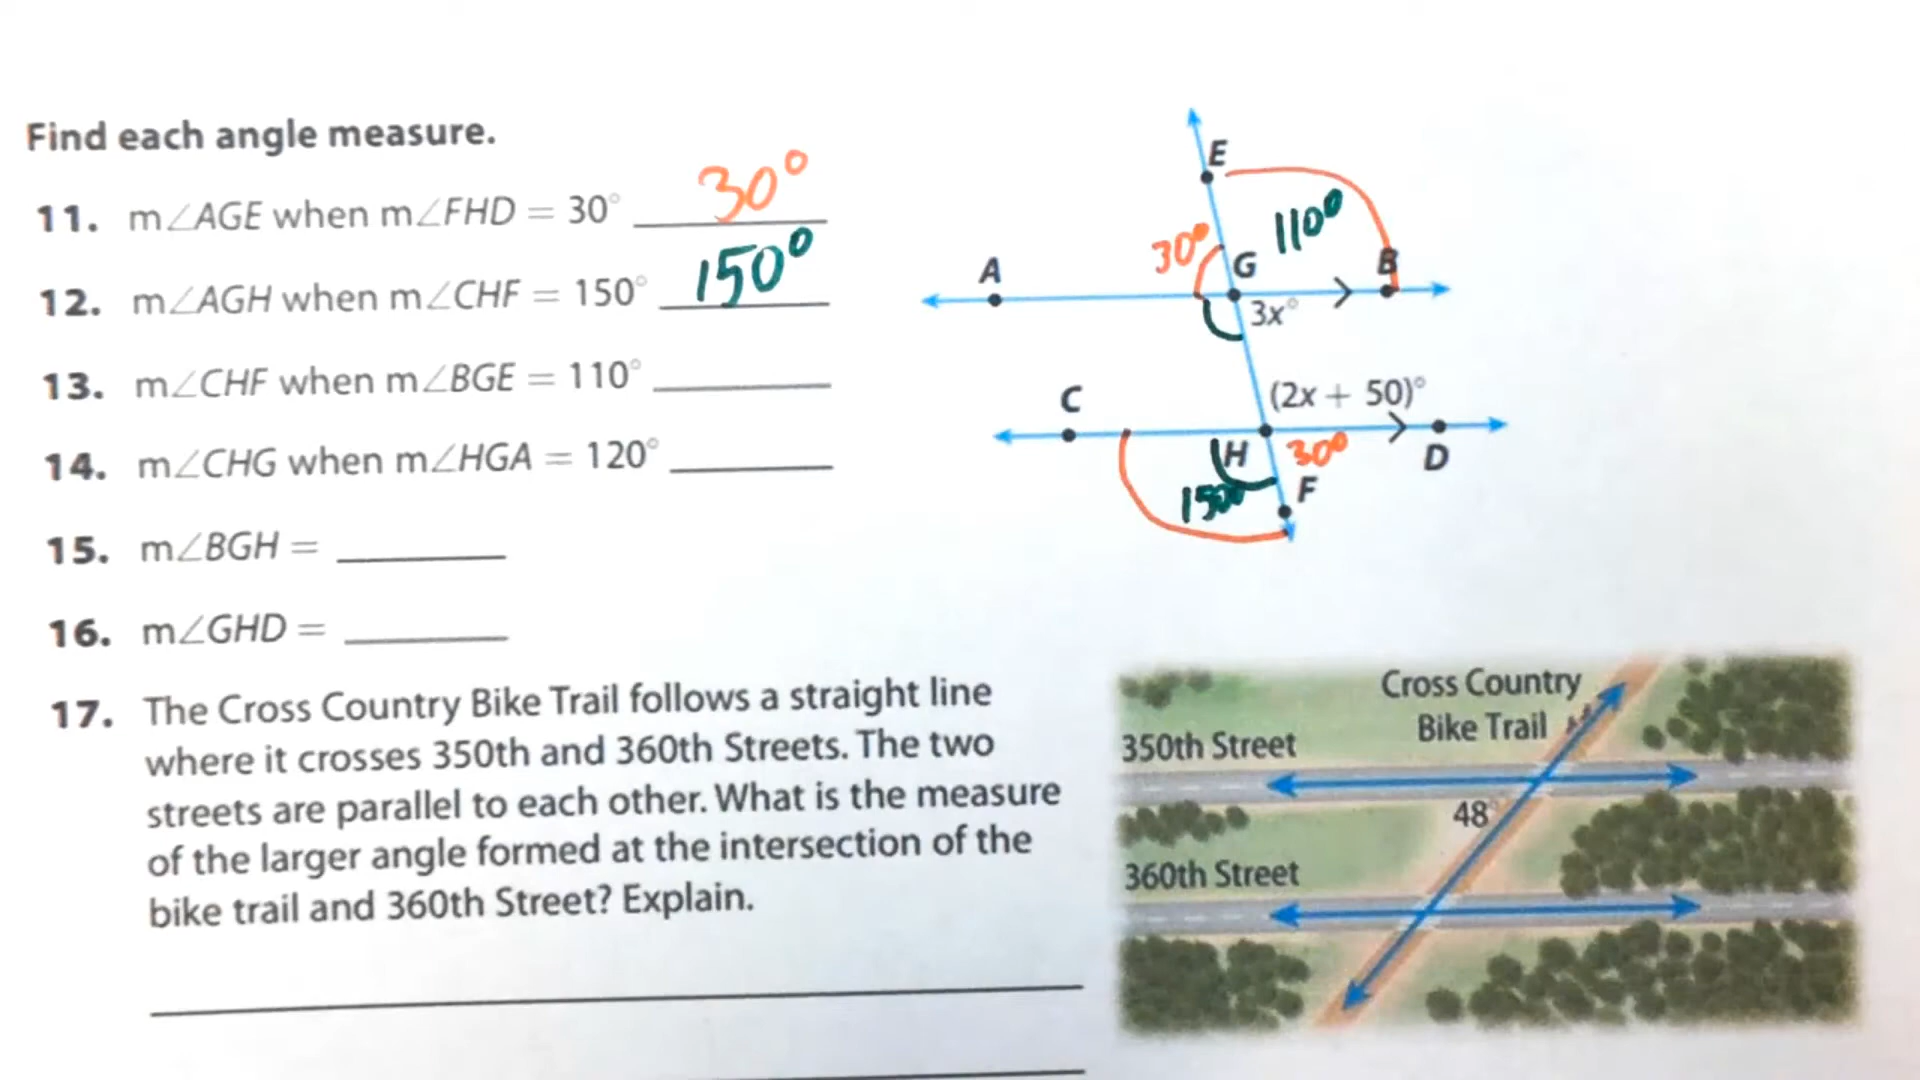 Find each angle measure.
11. m∠AGE when m∠FHD = 30° 30°
12. m∠AGH when m∠CHF = 150° 150°
13. m∠CHF when m∠BGE = 110°
14. m∠CHG when m∠HGA = 120°
15. m∠BGH =
16. m∠GHD =
17. The Cross Country Bike Trail follows a straight line
where it crosses 350th and 360th Streets. The two
streets are parallel to each other. What is the measure
of the larger angle formed at the intersection of the
bike trail and 360th Street? Explain.
E
110°
30°
A
G
B
3x°
C
(2x + 50)°
H
30°
D
150°
F
Cross Country
Bike Trail
350th Street
48°
360th Street